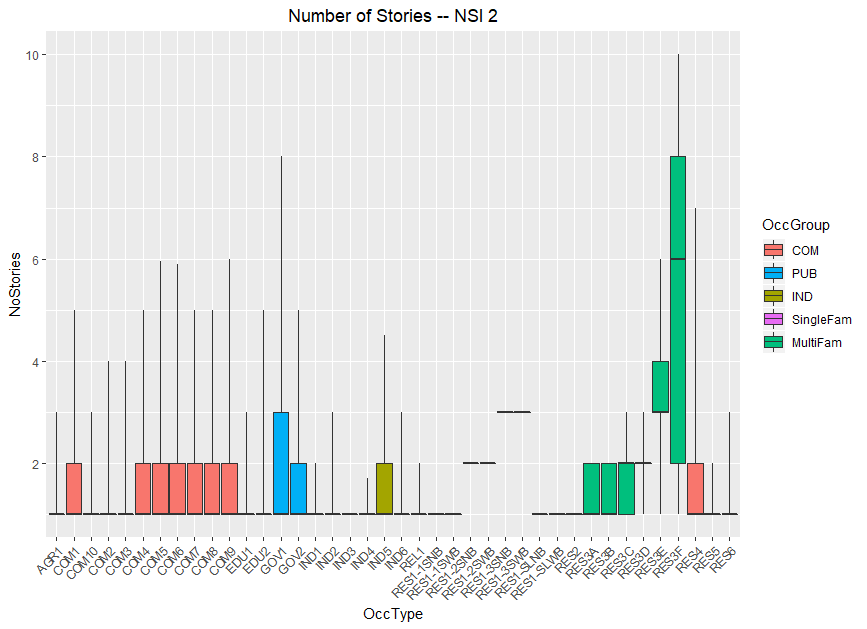 Number of Stories -- NSI 2
10
8
6
4
2
NoStories
AGR1
COM1
COM10
COM2
COM3
COM4
COM5
COM6
COM7
COM8
COM9
EDU1
EDU2
GOV1
GOV2
IND1
IND2
IND3
IND4
IND5
IND6
REL1
RES1-1SNB
RES1-1SWB
RES1-2SNB
RES1-2SWB
RES1-3SNB
RES1-3SWB
RES1-SLNB
RES1-SLWB
RES2
RES3A
RES3B
RES3C
RES3D
RES3E
RES3F
RES4
RES5
RES6
OccType
OccGroup
COM
PUB
IND
SingleFam
MultiFam